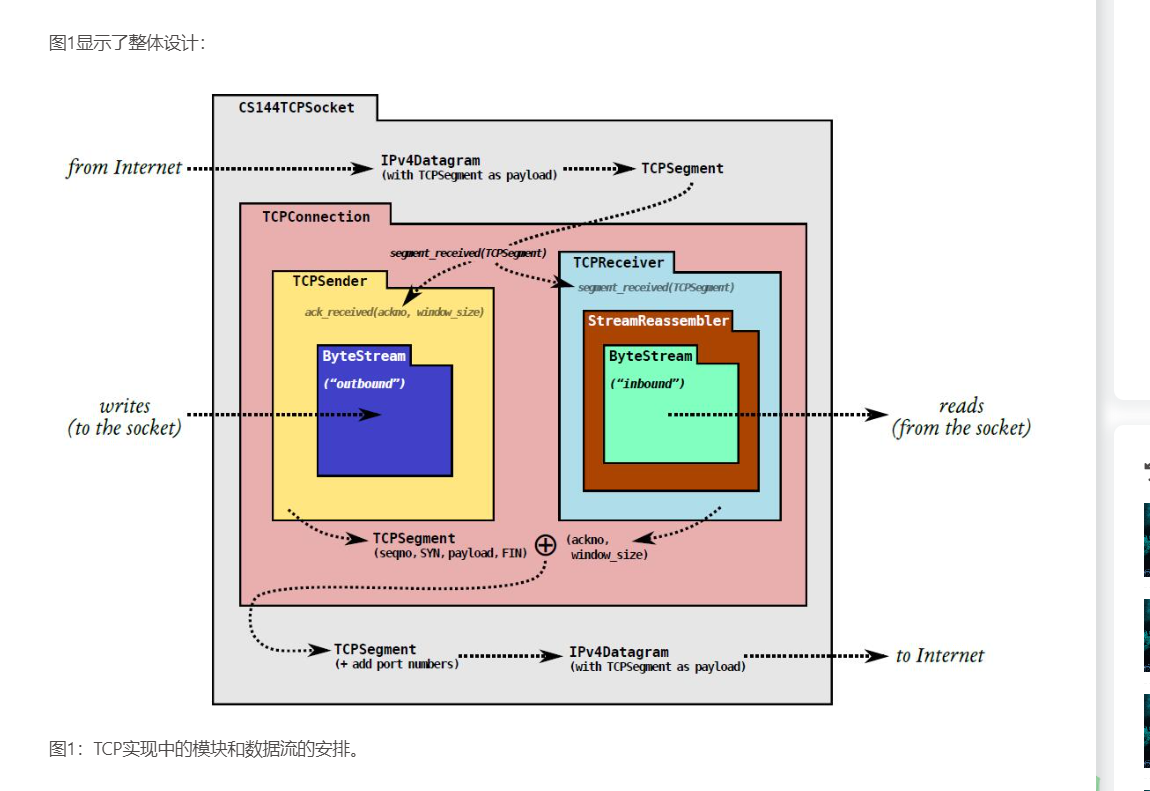 图1显示了整体设计：
CS144TCPSocket
from Internet
IPv4Datagram
(with TCPSegment as payload)
TCPSegment
TCPConnection
segment_received(TCPSegment)
TCPSender
ack_received(ackno, window_size)
ByteStream
(“outbound”)
TCPReceiver
segment_received(TCPSegment)
StreamReassembler
ByteStream
(“inbound”)
writes
(to the socket)
reads
(from the socket)
TCPSegment
(seqno, SYN, payload, FIN)
(ackno,
window_size)
TCPSegment
(+ add port numbers)
IPv4Datagram
(with TCPSegment as payload)
to Internet
图1：TCP实现中的模块和数据流的安排。